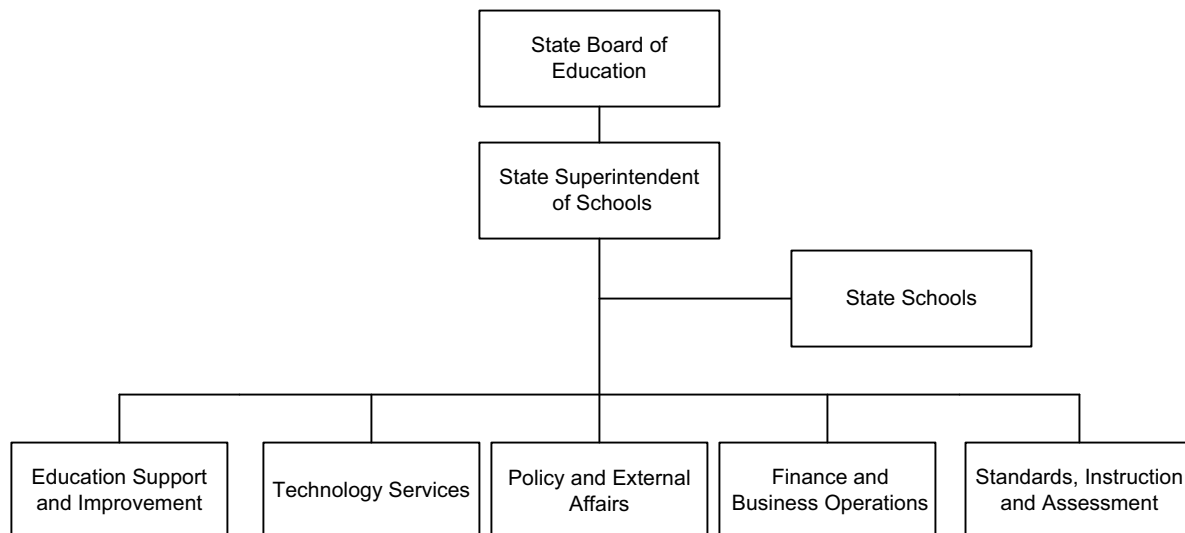 State Board of
Education
State Superintendent
of Schools
State Schools
Education Support
and Improvement
Technology Services
Policy and External
Affairs
Finance and
Business Operations
Standards, Instruction
and Assessment